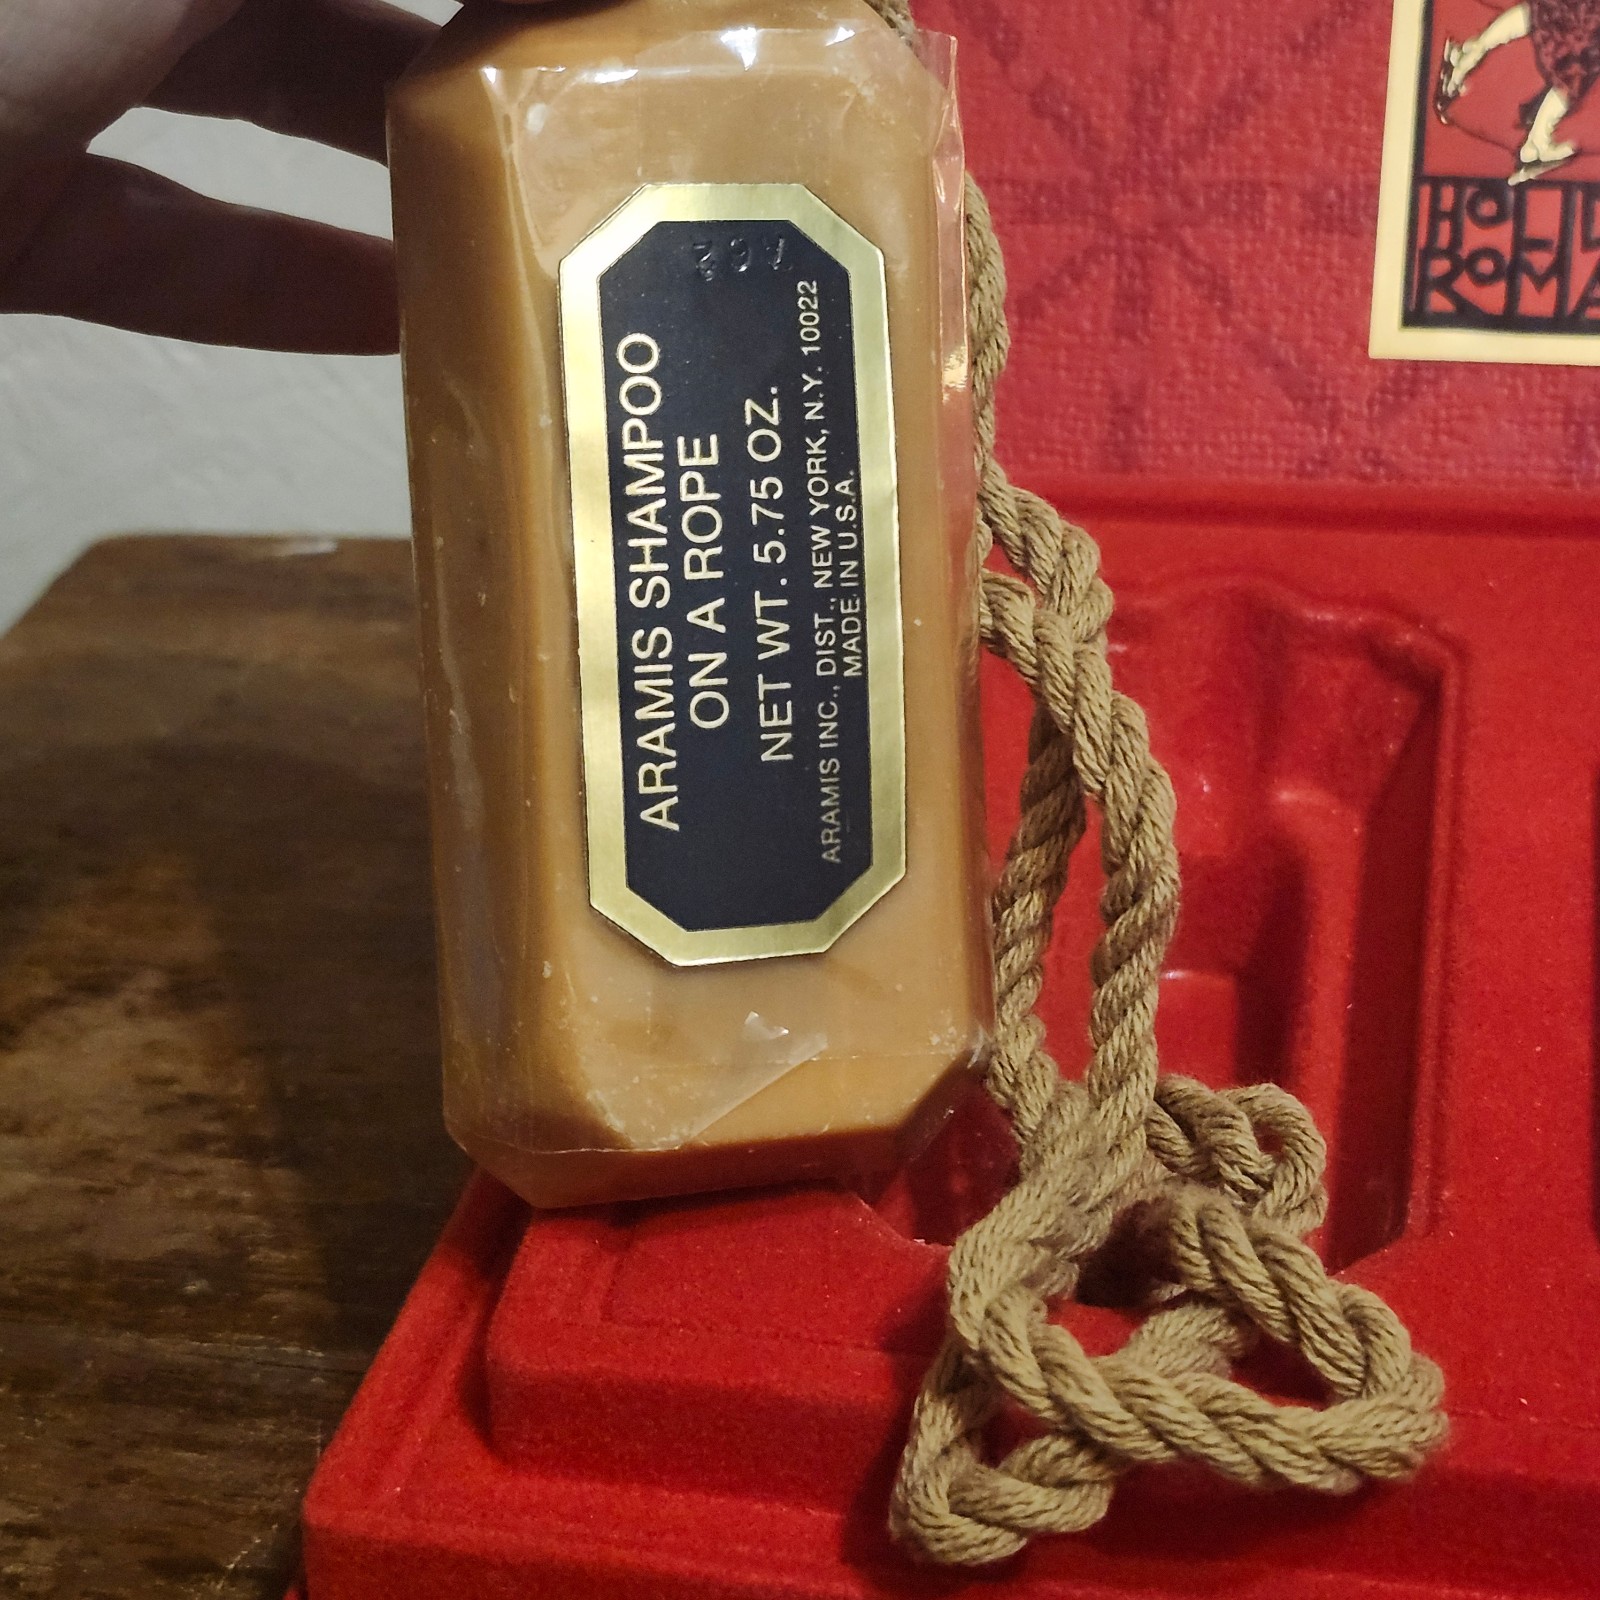 ARAMIS SHAMPOO
ON A ROPE
NET WT. 5.75 OZ.
ARAMIS INC., DIST., NEW YORK, N.Y. 10022
MADE IN U.S.A.